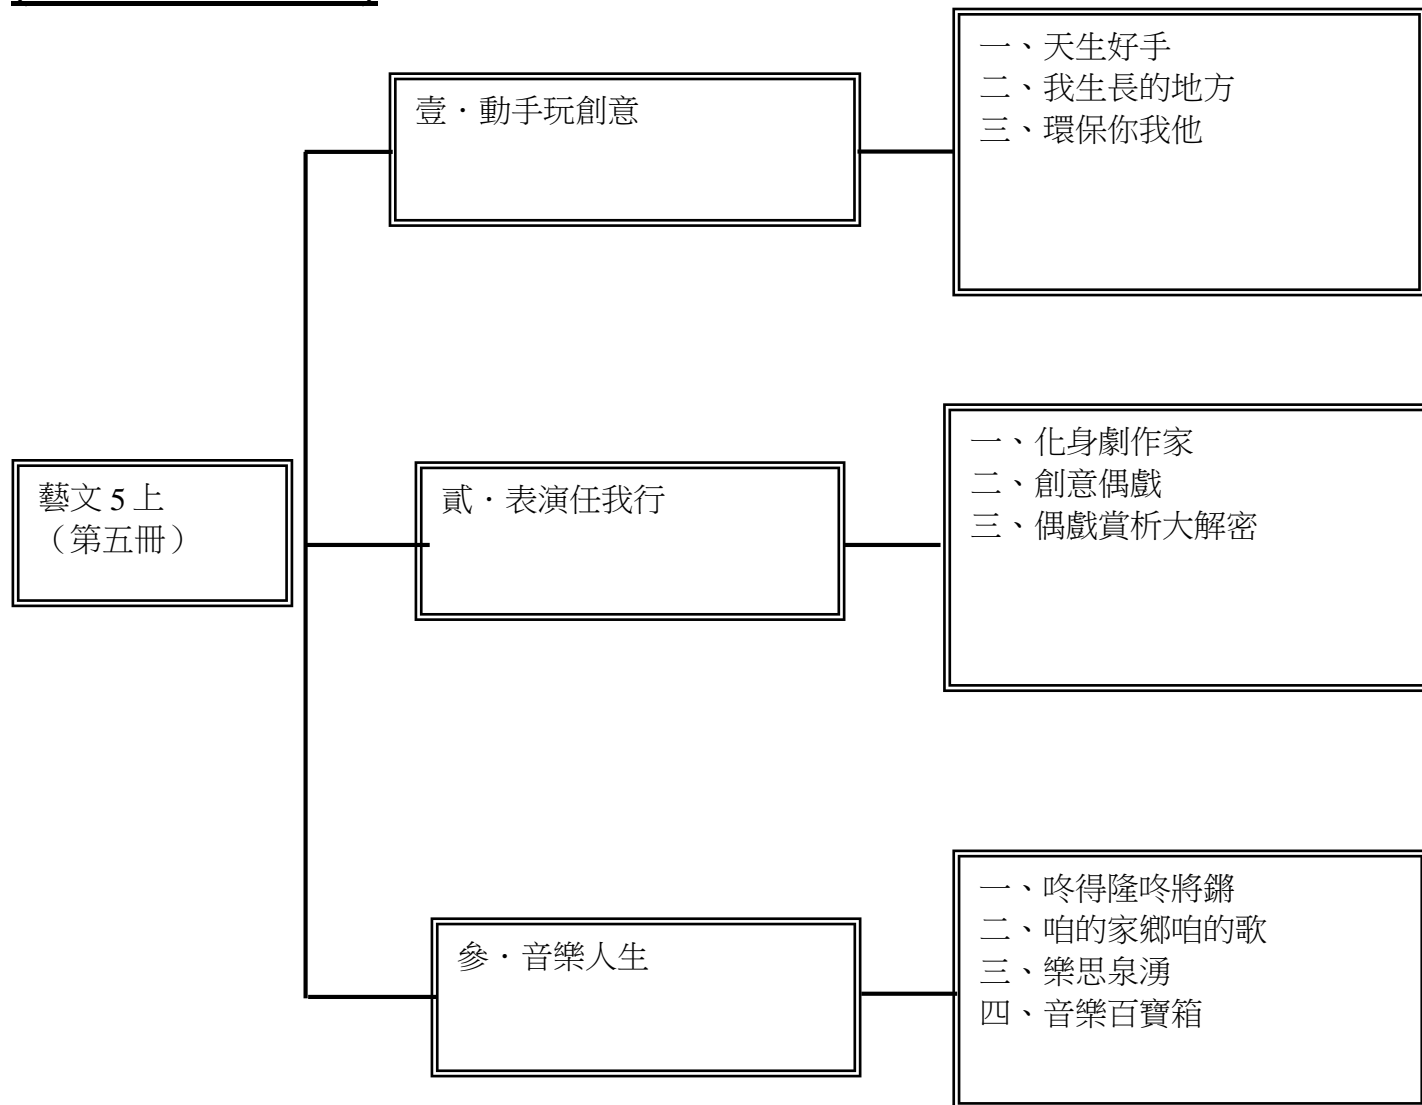 藝文 5 上
（第五冊）
壹．動手玩創意
一、天生好手
二、我生長的地方
三、環保你我他
貳．表演任我行
一、化身劇作家
二、創意偶戲
三、偶戲賞析大解密
參．音樂人生
一、咚得隆咚將鏘
二、咱的家鄉咱的歌
三、樂思泉湧
四、音樂百寶箱